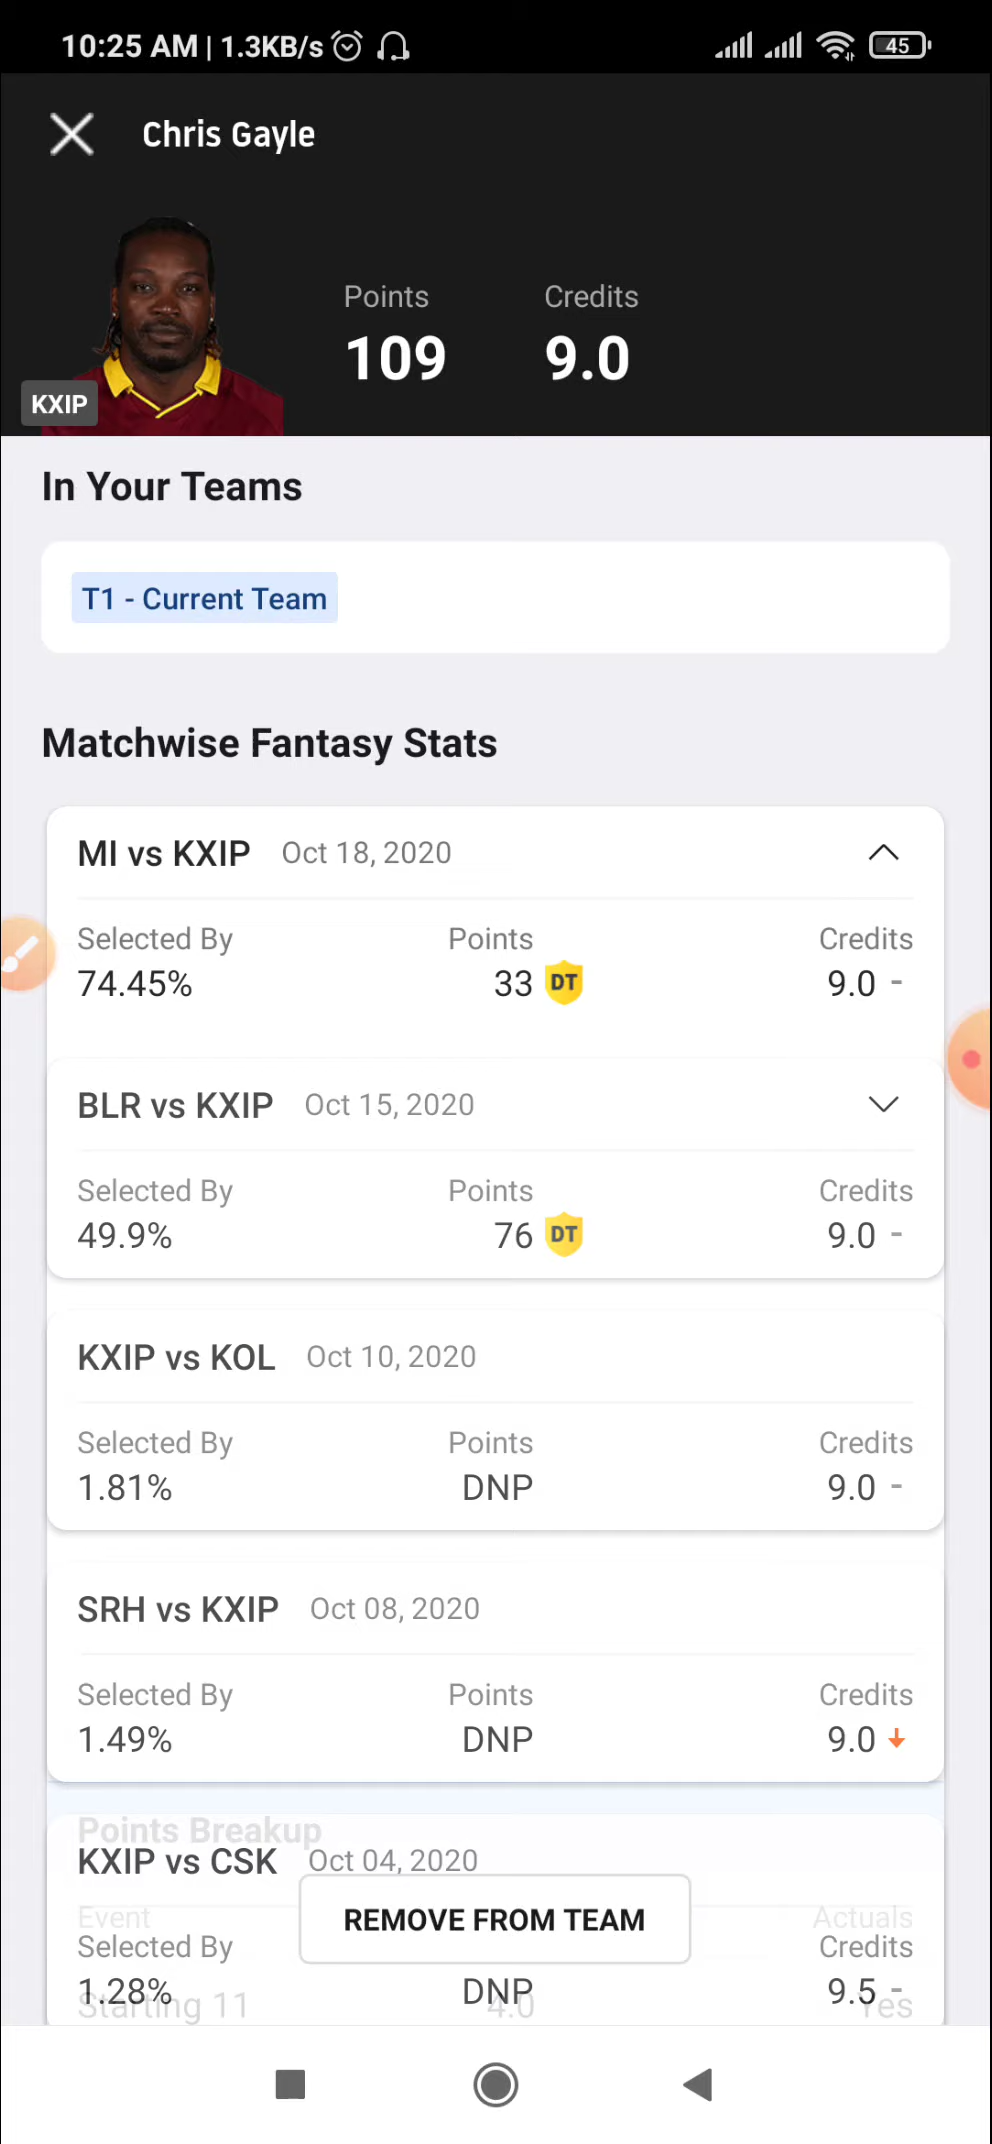 10:25 AM | 1.3KB/s 45
Chris Gayle
Points Credits
109 9.0
KXIP
In Your Teams
T1 - Current Team
Matchwise Fantasy Stats
MI vs KXIP Oct 18, 2020
Selected By Points Credits
74.45% 33 DT 9.0 -
BLR vs KXIP Oct 15, 2020
Selected By Points Credits
49.9% 76 DT 9.0 -
KXIP vs KOL Oct 10, 2020
Selected By Points Credits
1.81% DNP 9.0 -
SRH vs KXIP Oct 08, 2020
Selected By Points Credits
1.49% DNP 9.0
Points Breakup
KXIP vs CSK Oct 04, 2020
Event Actuals
REMOVE FROM TEAM
Selected By Credits
1.28% DNP 9.5 -
Starting 11 4.0 Yes